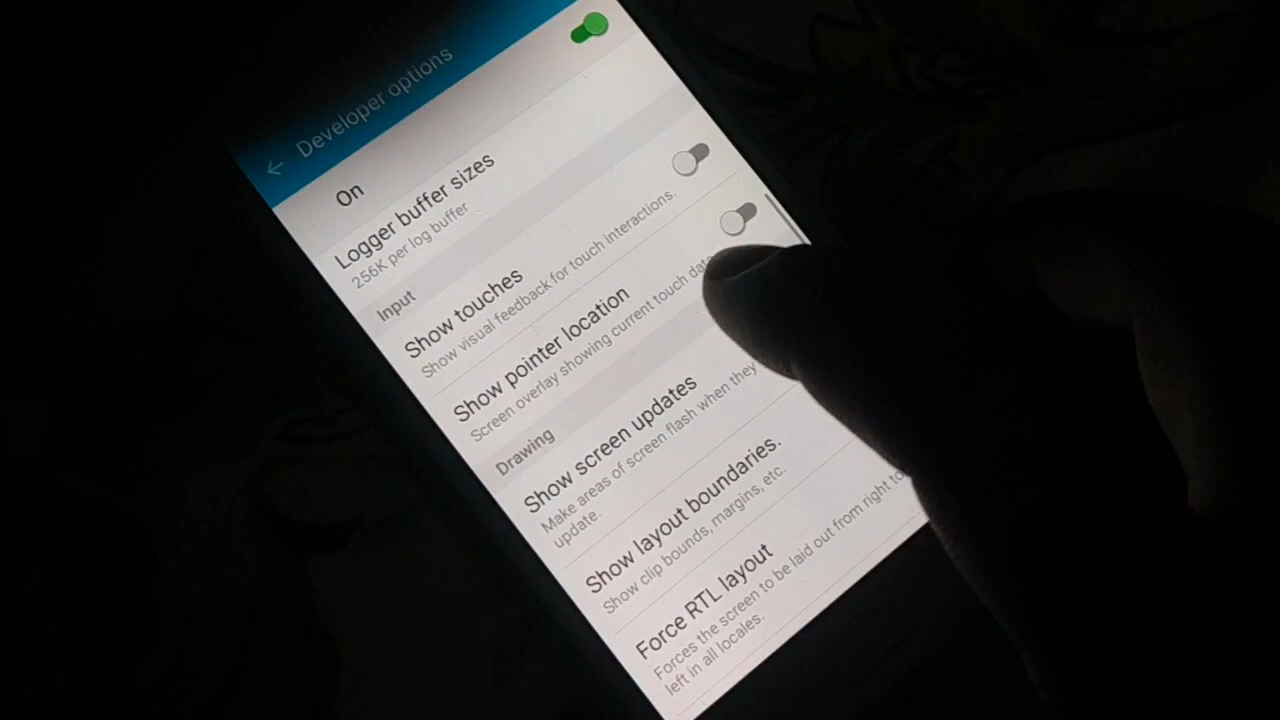 Developer options
On
Logger buffer sizes
256K per log buffer
Input
Show touches
Show visual feedback for touch interactions.
Show pointer location
Screen overlay showing current touch data
Drawing
Show screen updates
Make areas of screen flash when they
update.
Show layout boundaries.
Show clip bounds, margins, etc.
Force RTL layout
Forces the screen to be laid out from right to
left in all locales.